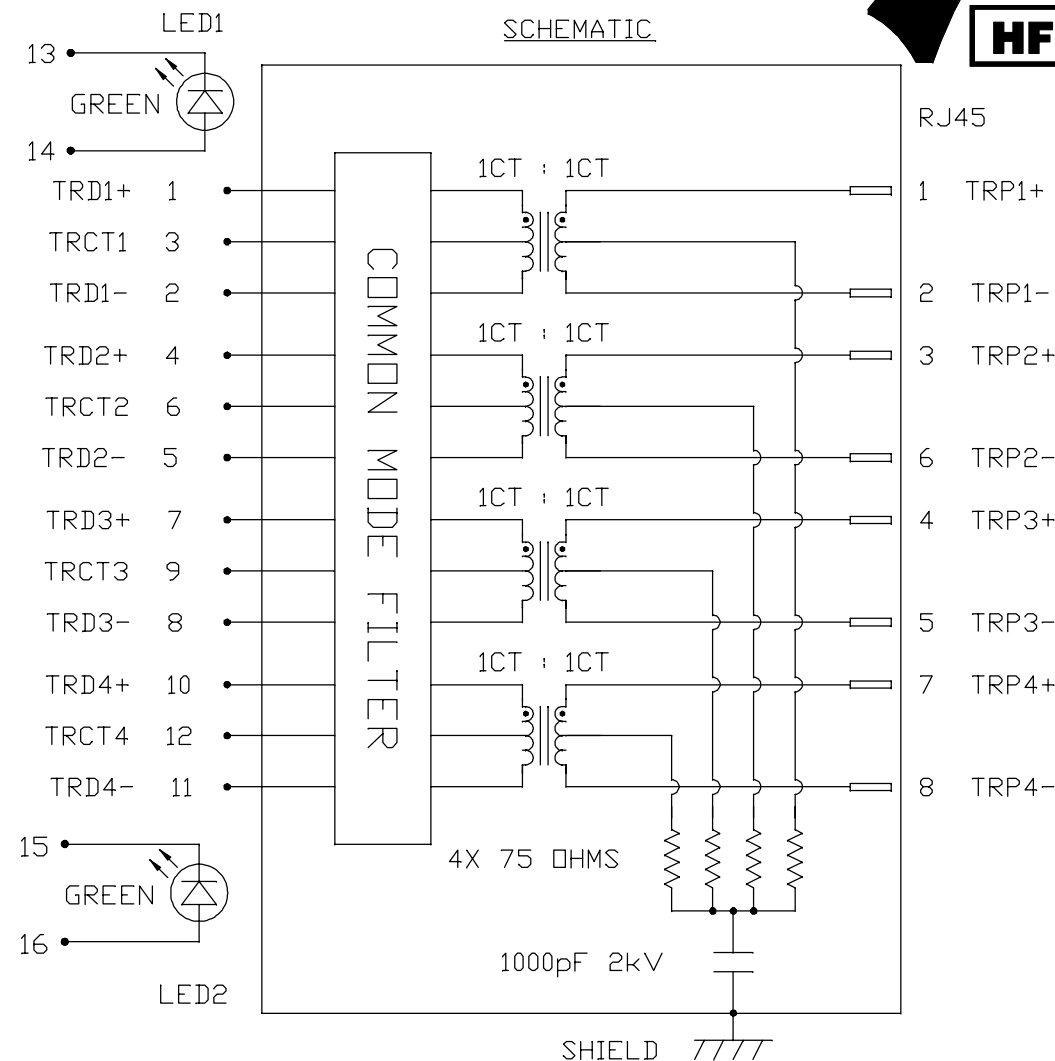 LED1
SCHEMATIC
HF
13
GREEN
14
RJ45
1CT : 1CT
TRD1+ 1
1 TRP1+
TRCT1 3
TRD1- 2
2 TRP1-
1CT : 1CT
TRD2+ 4
3 TRP2+
TRCT2 6
TRD2- 5
6 TRP2-
1CT : 1CT
TRD3+ 7
4 TRP3+
TRCT3 9
TRD3- 8
5 TRP3-
1CT : 1CT
TRD4+ 10
7 TRP4+
TRCT4 12
TRD4- 11
8 TRP4-
COMMON MODE FILTER
15
4X 75 OHMS
GREEN
16
1000pF 2kV
LED2
SHIELD